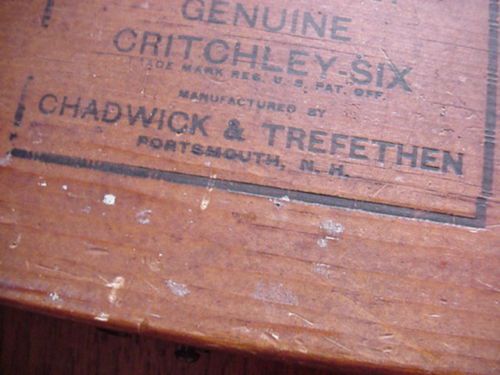 GENUINE
CRITCHLEY-SIX
TRADE MARK REG. U. S. PAT. OFF.
MANUFACTURED BY
CHADWICK & TREFETHEN
PORTSMOUTH, N. H.